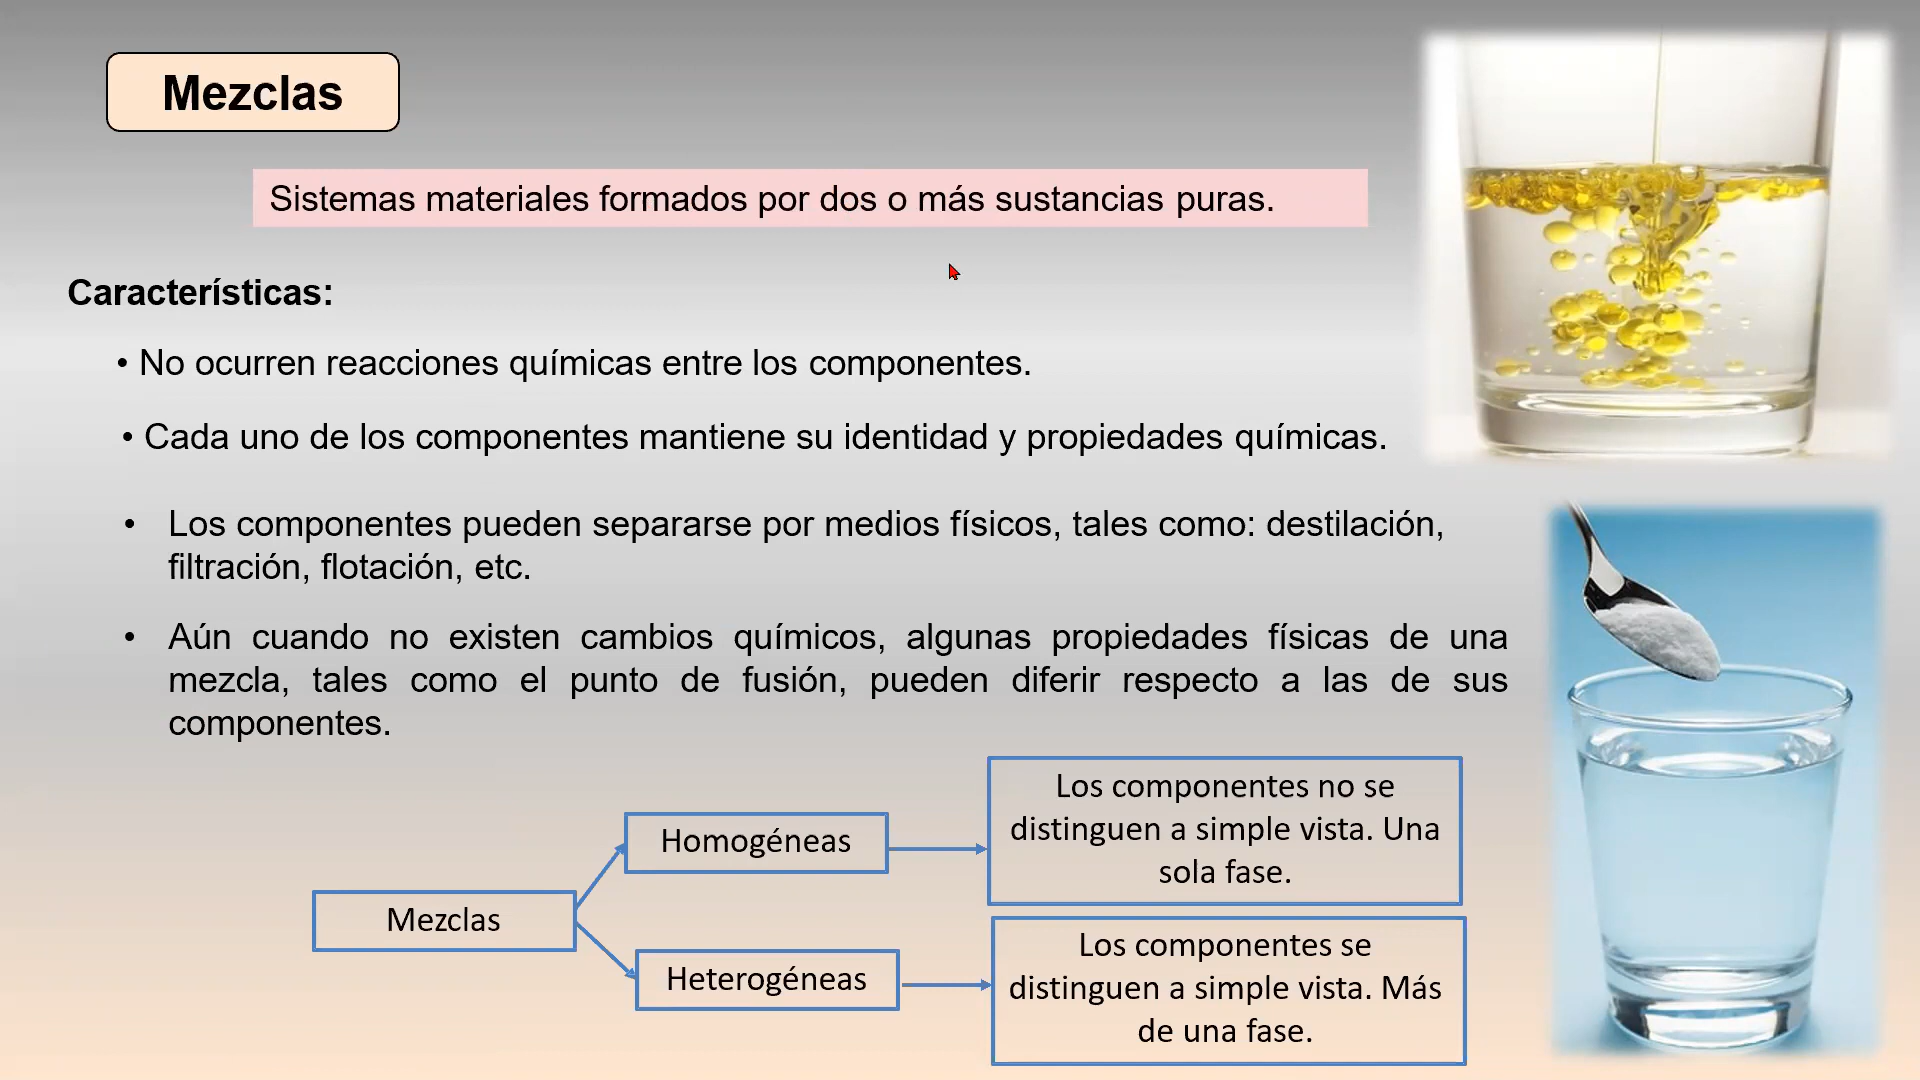 Mezclas
Sistemas materiales formados por dos o más sustancias puras.
Características:
• No ocurren reacciones químicas entre los componentes.
• Cada uno de los componentes mantiene su identidad y propiedades químicas.
• Los componentes pueden separarse por medios físicos, tales como: destilación,
filtración, flotación, etc.
• Aún cuando no existen cambios químicos, algunas propiedades físicas de una
mezcla, tales como el punto de fusión, pueden diferir respecto a las de sus
componentes.
Mezclas
Homogéneas
Los componentes no se
distinguen a simple vista. Una
sola fase.
Heterogéneas
Los componentes se
distinguen a simple vista. Más
de una fase.